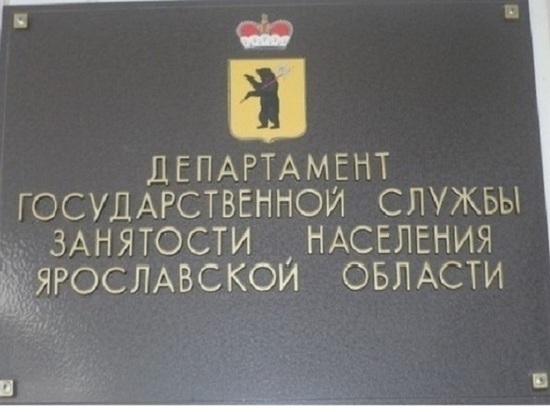 ДЕПАРТАМЕНТ
ГОСУДАРСТВЕННОЙ СЛУЖБЫ
ЗАНЯТОСТИ НАСЕЛЕНИЯ
ЯРОСЛАВСКОЙ ОБЛАСТИ